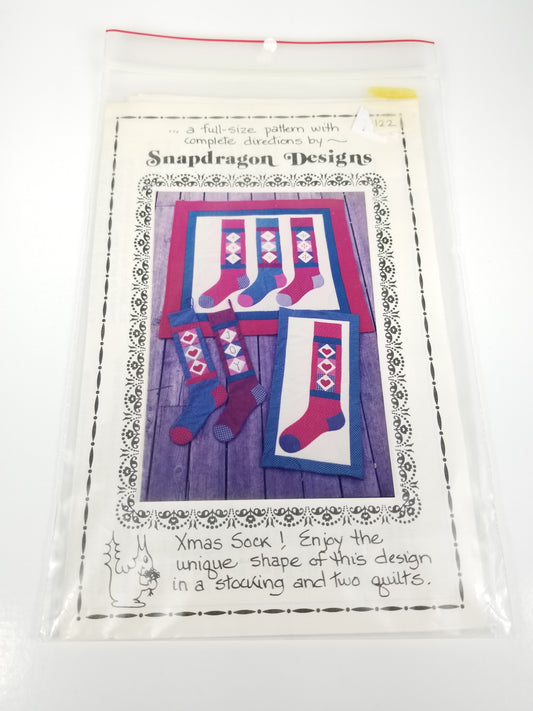 ... a full-size pattern with
complete directions by ~
Snapdragon Designs
122
Xmas Sock! Enjoy the
unique shape of this design
in a stocking and two quilts.